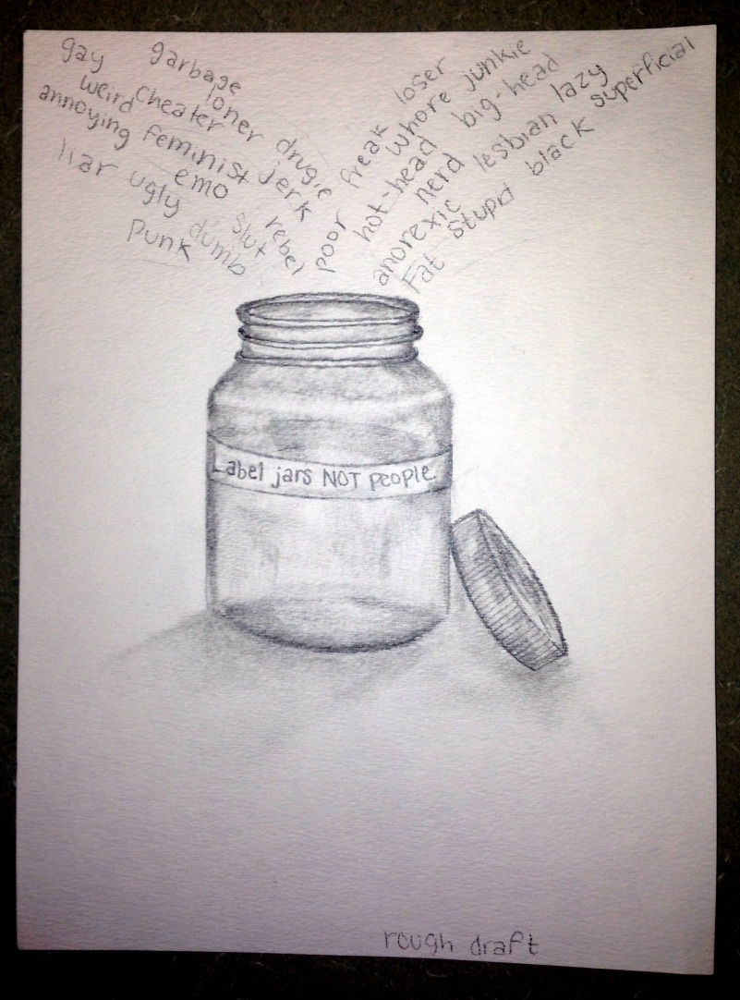 gay garbage
weird cheater loner drugie
annoying feminist jerk
liar ugly emo slut rebel
punk dumb
poor freak loser
hot-head whore junkie
nerd big-head
anorexic lesbian lazy
Fat stupid black superficial
Label jars NOT people
rough draft